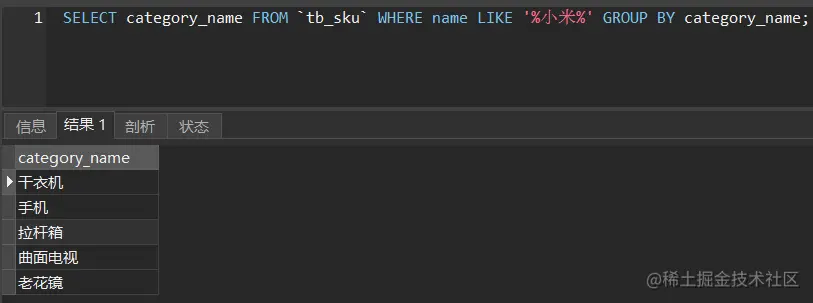 1 SELECT category_name FROM `tb_sku` WHERE name LIKE '%小米%' GROUP BY category_name;
信息 结果 1 剖析 状态
category_name
干衣机
手机
拉杆箱
曲面电视
老花镜
@稀土掘金技术社区